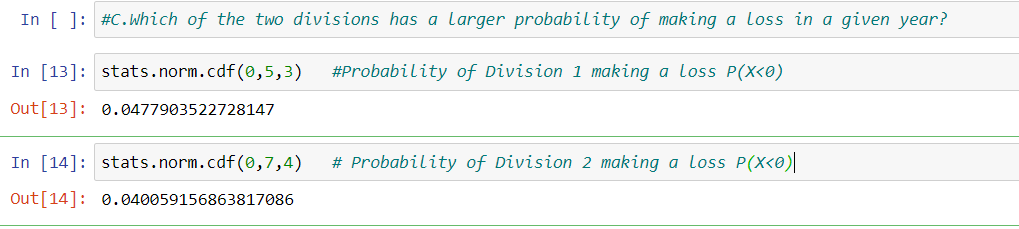 In [ ]: #C.Which of the two divisions has a larger probability of making a loss in a given year?
In [13]: stats.norm.cdf(0,5,3) #Probability of Division 1 making a loss P(X<0)
Out[13]: 0.0477903522728147
In [14]: stats.norm.cdf(0,7,4) # Probability of Division 2 making a loss P(X<0)
Out[14]: 0.040059156863817086